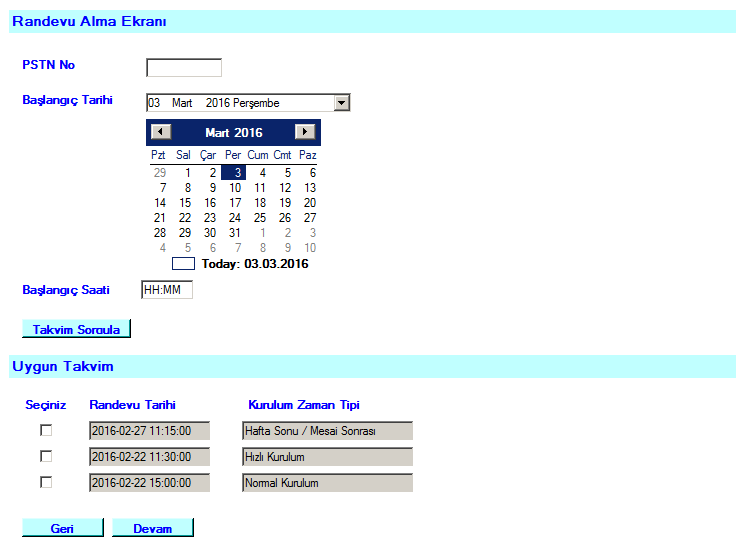 Randevu Alma Ekranı
PSTN No
Başlangıç Tarihi 03 Mart 2016 Perşembe
Mart 2016
Pzt Sal Çar Per Cum Cmt Paz
29 1 2 3 4 5 6
7 8 9 10 11 12 13
14 15 16 17 18 19 20
21 22 23 24 25 26 27
28 29 30 31 1 2 3
4 5 6 7 8 9 10
Today: 03.03.2016
Başlangıç Saati HH:MM
Takvim Sorgula
Uygun Takvim
Seçiniz Randevu Tarihi Kurulum Zaman Tipi
2016-02-27 11:15:00 Hafta Sonu / Mesai Sonrası
2016-02-22 11:30:00 Hızlı Kurulum
2016-02-22 15:00:00 Normal Kurulum
Geri Devam